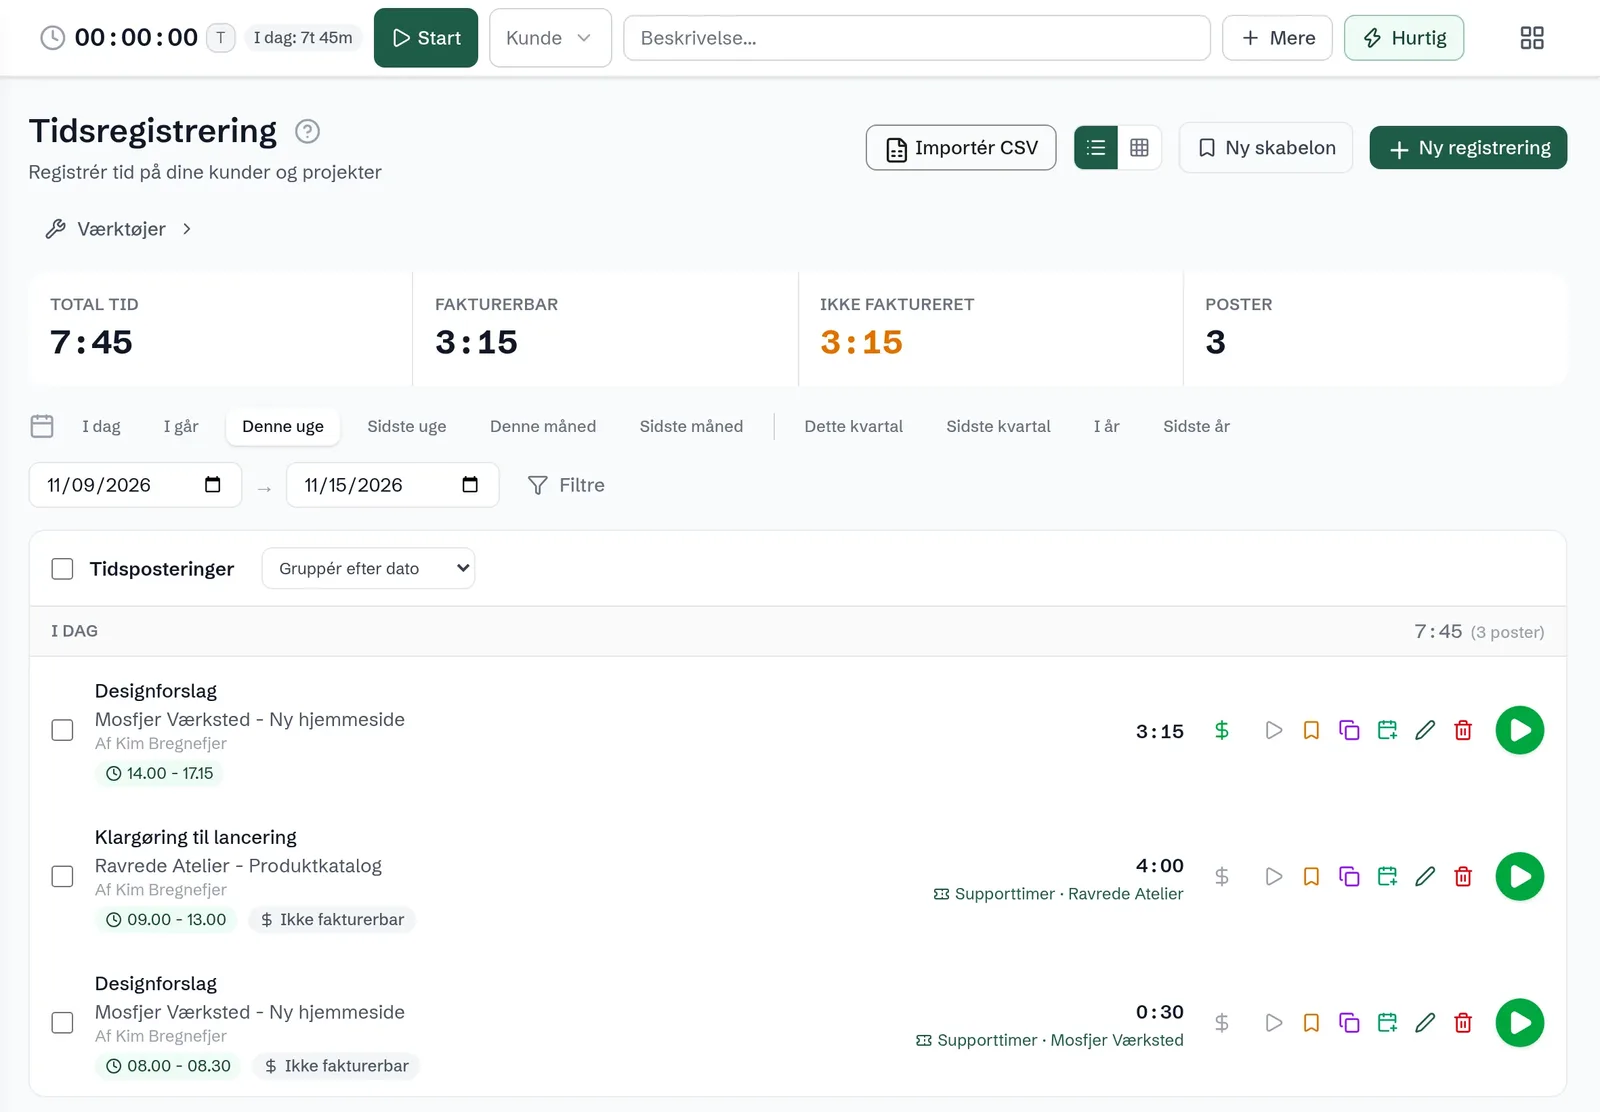 00:00:00 T I dag: 7t 45m Start Kunde Beskrivelse... Mere Hurtig
Tidsregistrering
Registrér tid på dine kunder og projekter
Importér CSV Ny skabelon Ny registrering
Værktøjer
TOTAL TID
7:45
FAKTURERBAR
3:15
IKKE FAKTURERET
3:15
POSTER
3
I dag I går Denne uge Sidste uge Denne måned Sidste måned Dette kvartal Sidste kvartal I år Sidste år
11/09/2026 → 11/15/2026 Filtre
Tidsposteringer Gruppér efter dato
I DAG 7:45 (3 poster)
Designforslag
Mosfjer Værksted - Ny hjemmeside
Af Kim Bregnefjer
14.00 - 17.15
3:15
Klargøring til lancering
Ravrede Atelier - Produktkatalog
Af Kim Bregnefjer
09.00 - 13.00 $ Ikke fakturerbar
4:00
Supporttimer · Ravrede Atelier
Designforslag
Mosfjer Værksted - Ny hjemmeside
Af Kim Bregnefjer
08.00 - 08.30 $ Ikke fakturerbar
0:30
Supporttimer · Mosfjer Værksted